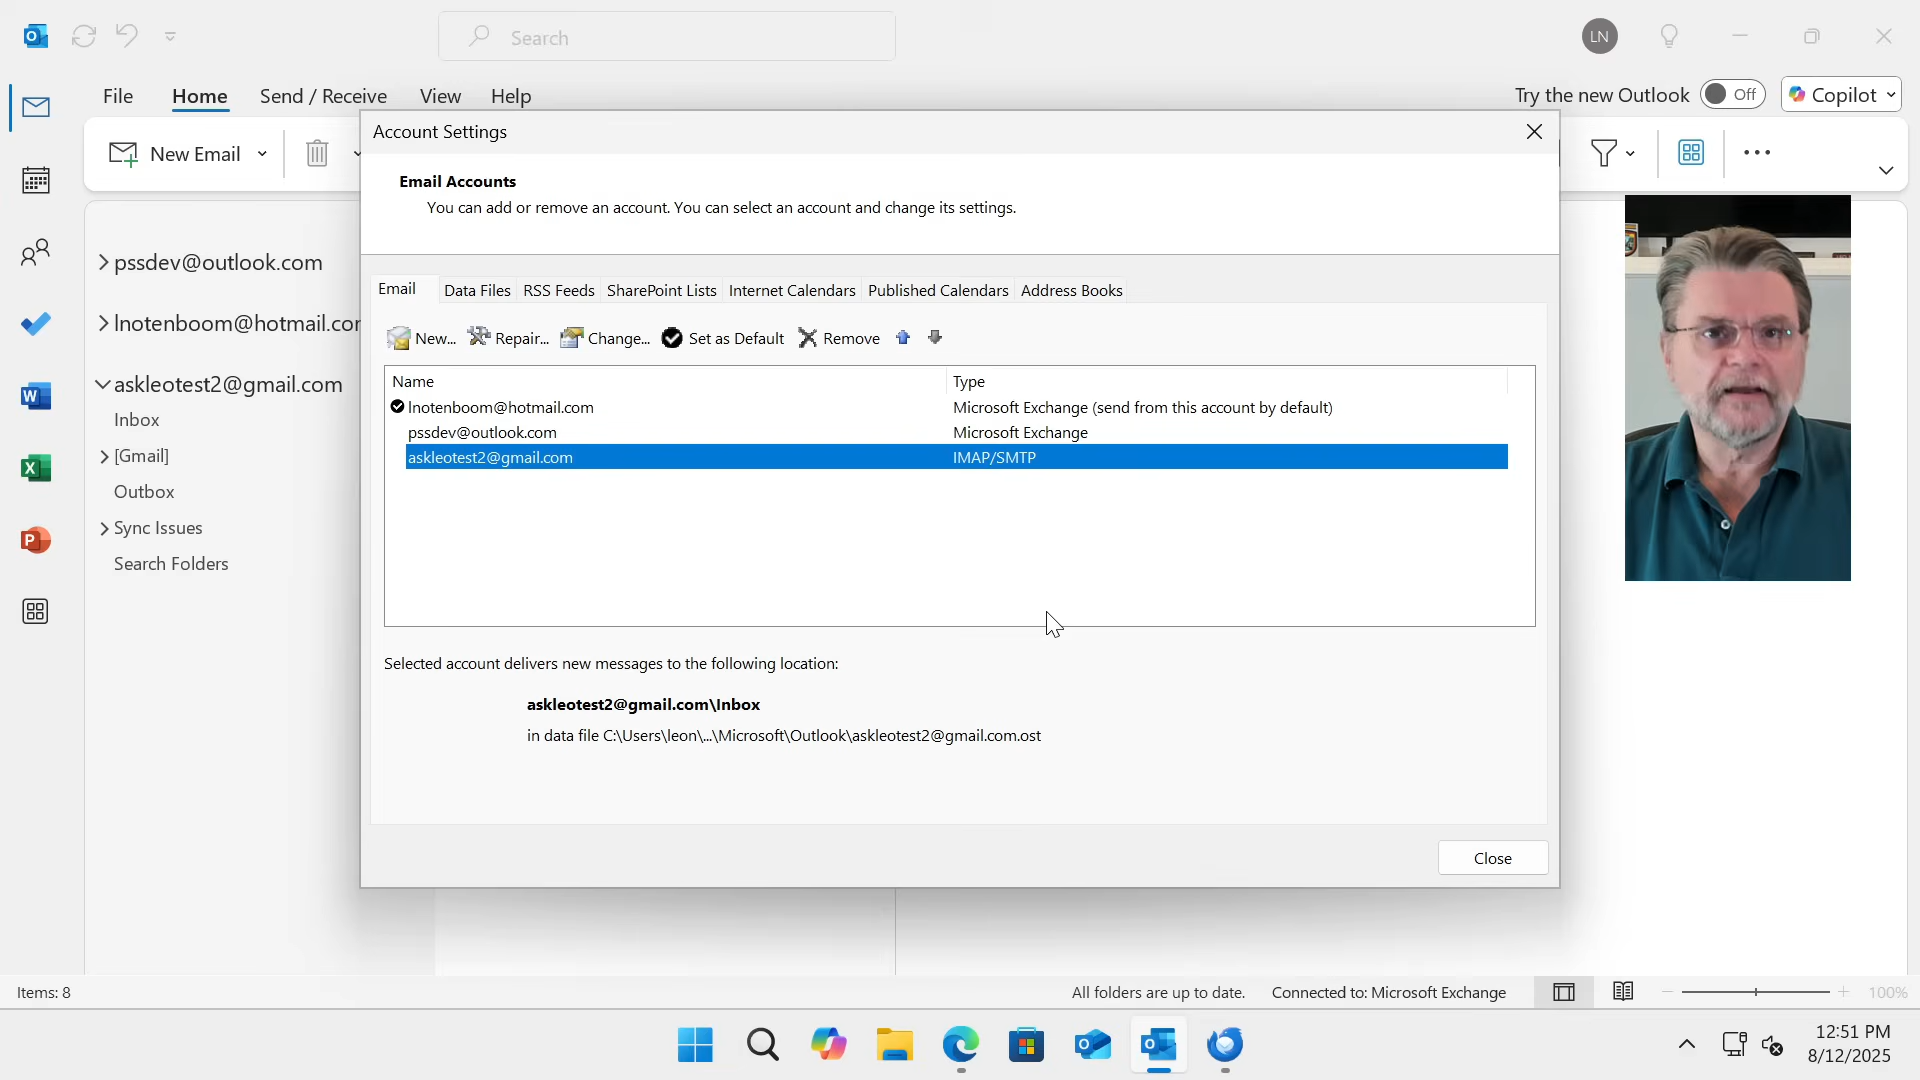 Search
LN
File
Home
Send / Receive
View
Help
Try the new Outlook
Off
Copilot
New Email
Account Settings
Email Accounts
You can add or remove an account. You can select an account and change its settings.
pssdev@outlook.com
lnotenboom@hotmail.cor
askleotest2@gmail.com
Inbox
[Gmail]
Outbox
Sync Issues
Search Folders
Email
Data Files
RSS Feeds
SharePoint Lists
Internet Calendars
Published Calendars
Address Books
New...
Repair...
Change...
Set as Default
Remove
Name
Type
lnotenboom@hotmail.com
Microsoft Exchange (send from this account by default)
pssdev@outlook.com
Microsoft Exchange
askleotest2@gmail.com
IMAP/SMTP
Selected account delivers new messages to the following location:
askleotest2@gmail.com\Inbox
in data file C:\Users\leon\...\Microsoft\Outlook\askleotest2@gmail.com.ost
Close
Items: 8
All folders are up to date.
Connected to: Microsoft Exchange
100%
12:51 PM
8/12/2025